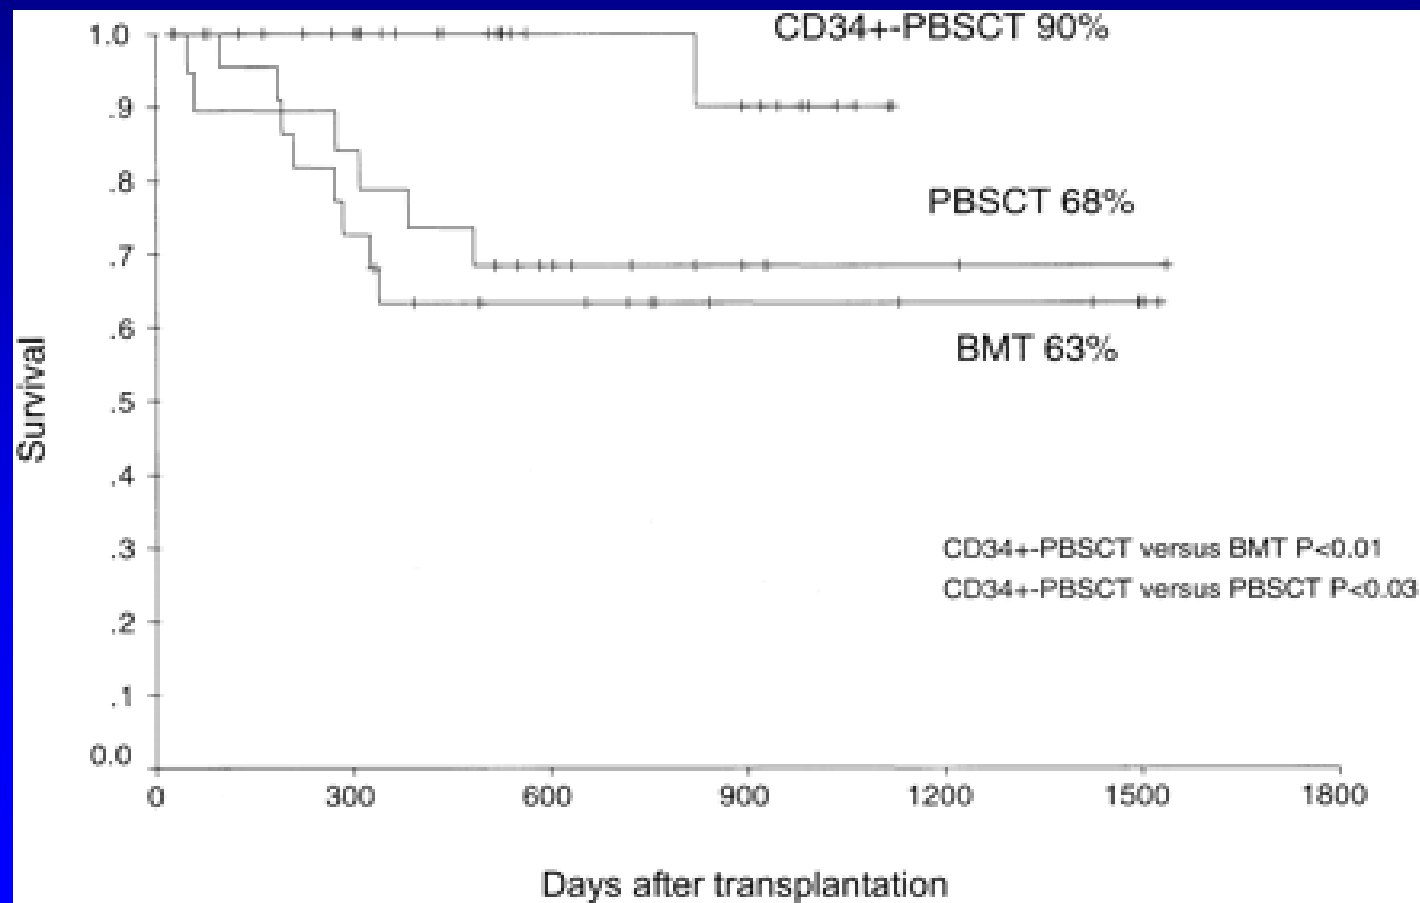 CD34+-PBSCT 90%
1.0
.9
.8
PBSCT 68%
.7
.6
BMT 63%
.5
.4
.3
CD34+-PBSCT versus BMT P<0.01
CD34+-PBSCT versus PBSCT P<0.03
.2
.1
0.0
Survival
0 300 600 900 1200 1500 1800
Days after transplantation